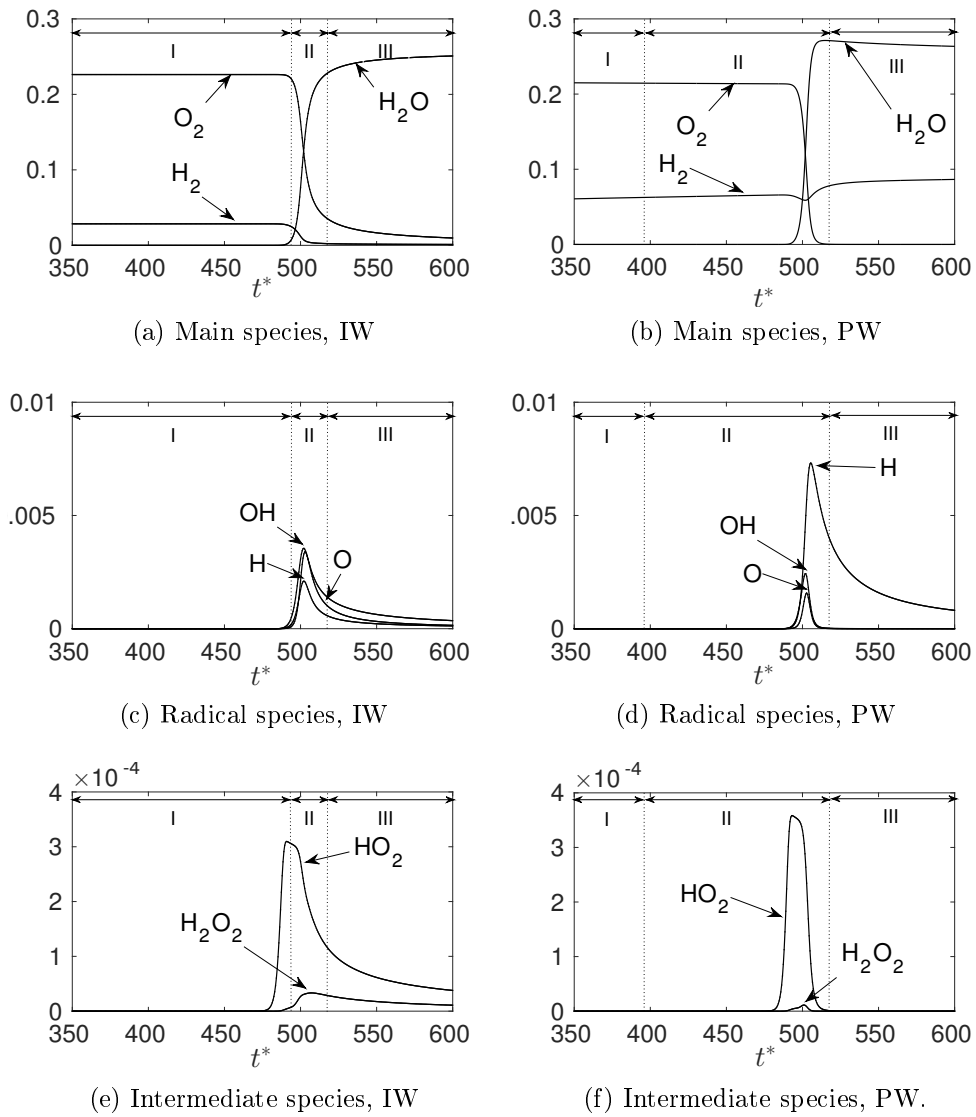 0.3
0.2
0.1
0
I
II
III
O2
H2
H2O
350 400 450 500 550 600
t*
(a) Main species, IW
0.3
0.2
0.1
0
I
II
III
O2
H2
H2O
350 400 450 500 550 600
t*
(b) Main species, PW
0.01
.005
0
I
II
III
OH
H
O
350 400 450 500 550 600
t*
(c) Radical species, IW
0.01
.005
0
I
II
III
H
OH
O
350 400 450 500 550 600
t*
(d) Radical species, PW
×10-4
4
3
2
1
0
I
II
III
HO2
H2O2
350 400 450 500 550 600
t*
(e) Intermediate species, IW
×10-4
4
3
2
1
0
I
II
III
HO2
H2O2
350 400 450 500 550 600
t*
(f) Intermediate species, PW.